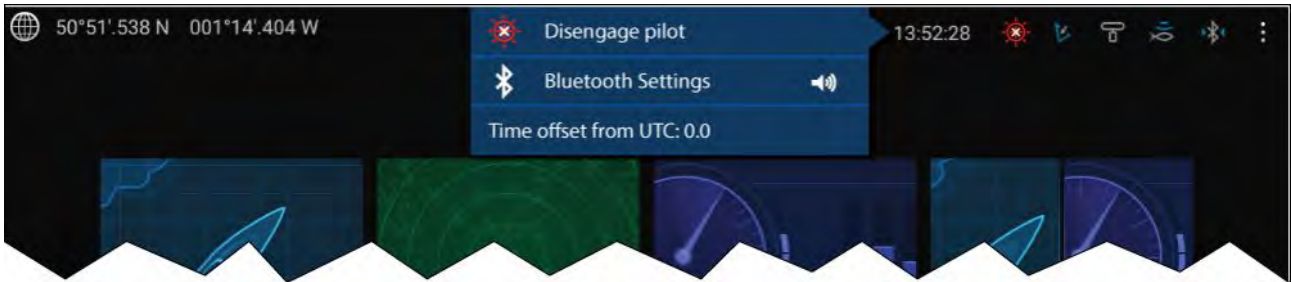 50°51'.538 N 001°14'.404 W
Disengage pilot
13:52:28
Bluetooth Settings
Time offset from UTC: 0.0